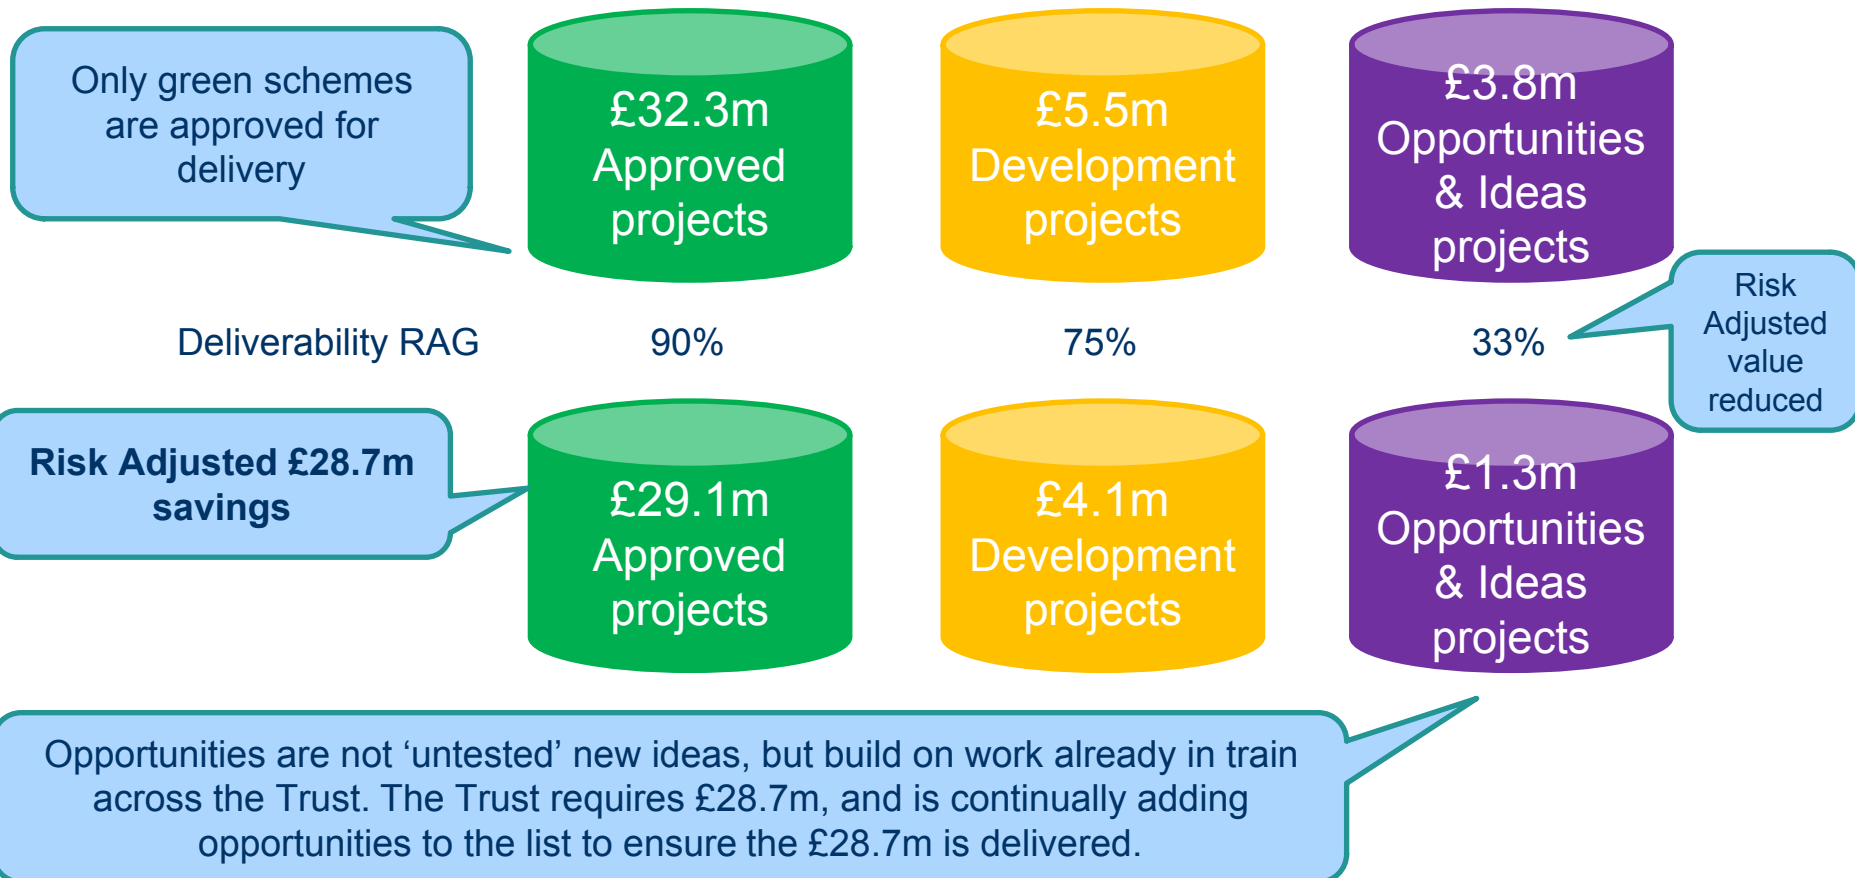 Only green schemes
are approved for
delivery
£32.3m
Approved
projects
£5.5m
Development
projects
£3.8m
Opportunities
& Ideas
projects
Deliverability RAG
90%
75%
33%
Risk
Adjusted
value
reduced
Risk Adjusted £28.7m
savings
£29.1m
Approved
projects
£4.1m
Development
projects
£1.3m
Opportunities
& Ideas
projects
Opportunities are not ‘untested’ new ideas, but build on work already in train
across the Trust. The Trust requires £28.7m, and is continually adding
opportunities to the list to ensure the £28.7m is delivered.